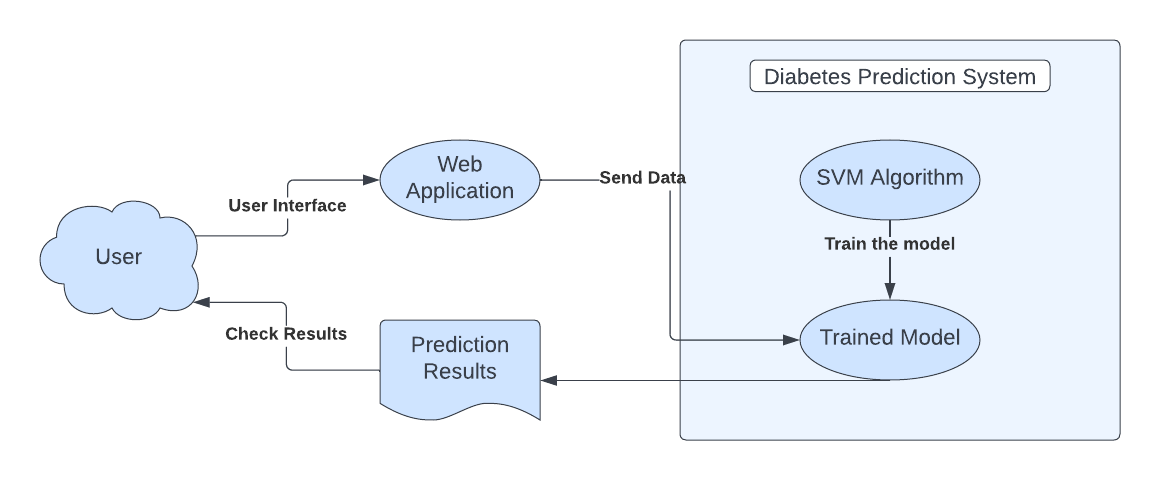 Diabetes Prediction System
Web
Application
Send Data
SVM Algorithm
User Interface
Train the model
User
Check Results
Prediction
Results
Trained Model